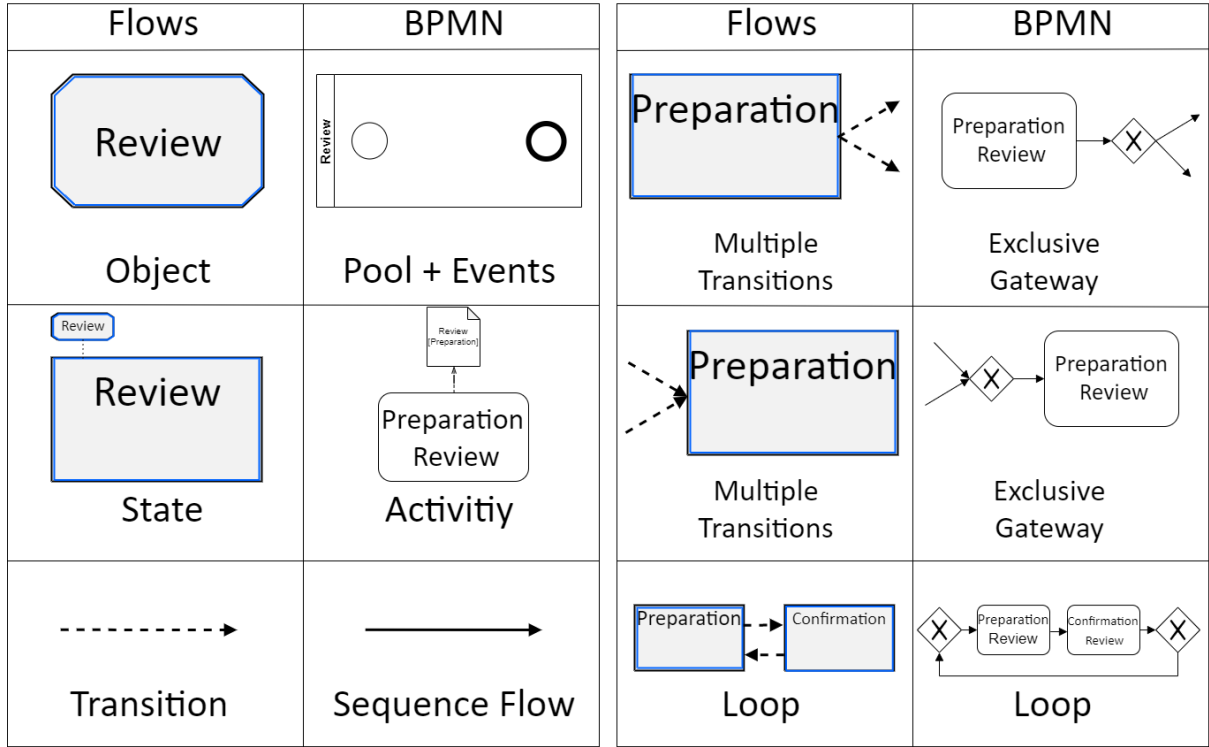 Flows
BPMN
Review
Review
Object
Pool + Events
Review
Review
State
Review
[Preparation]
Preparation
Review
Activitiy
Transition
Sequence Flow
Flows
BPMN
Preparation
Multiple
Transitions
Preparation
Review
X
Exclusive
Gateway
Preparation
Multiple
Transitions
X
Preparation
Review
Exclusive
Gateway
Preparation
Confirmation
Loop
X
Preparation
Review
Confirmation
Review
X
Loop